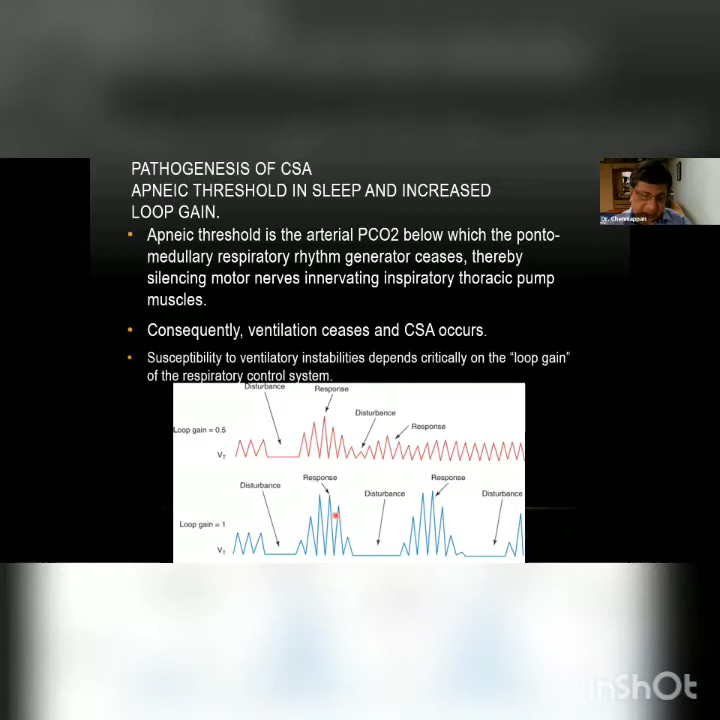 PATHOGENESIS OF CSA
APNEIC THRESHOLD IN SLEEP AND INCREASED
LOOP GAIN.
• Apneic threshold is the arterial PCO2 below which the ponto-
medullary respiratory rhythm generator ceases, thereby
silencing motor nerves innervating inspiratory thoracic pump
muscles.
• Consequently, ventilation ceases and CSA occurs.
• Susceptibility to ventilatory instabilities depends critically on the “loop gain”
of the respiratory control system.
Disturbance
Response
Disturbance
Response
Loop gain = 0.5
VT
Response
Disturbance
Disturbance
Response
Disturbance
Loop gain = 1
VT
Dr. Chennappan
InShOt